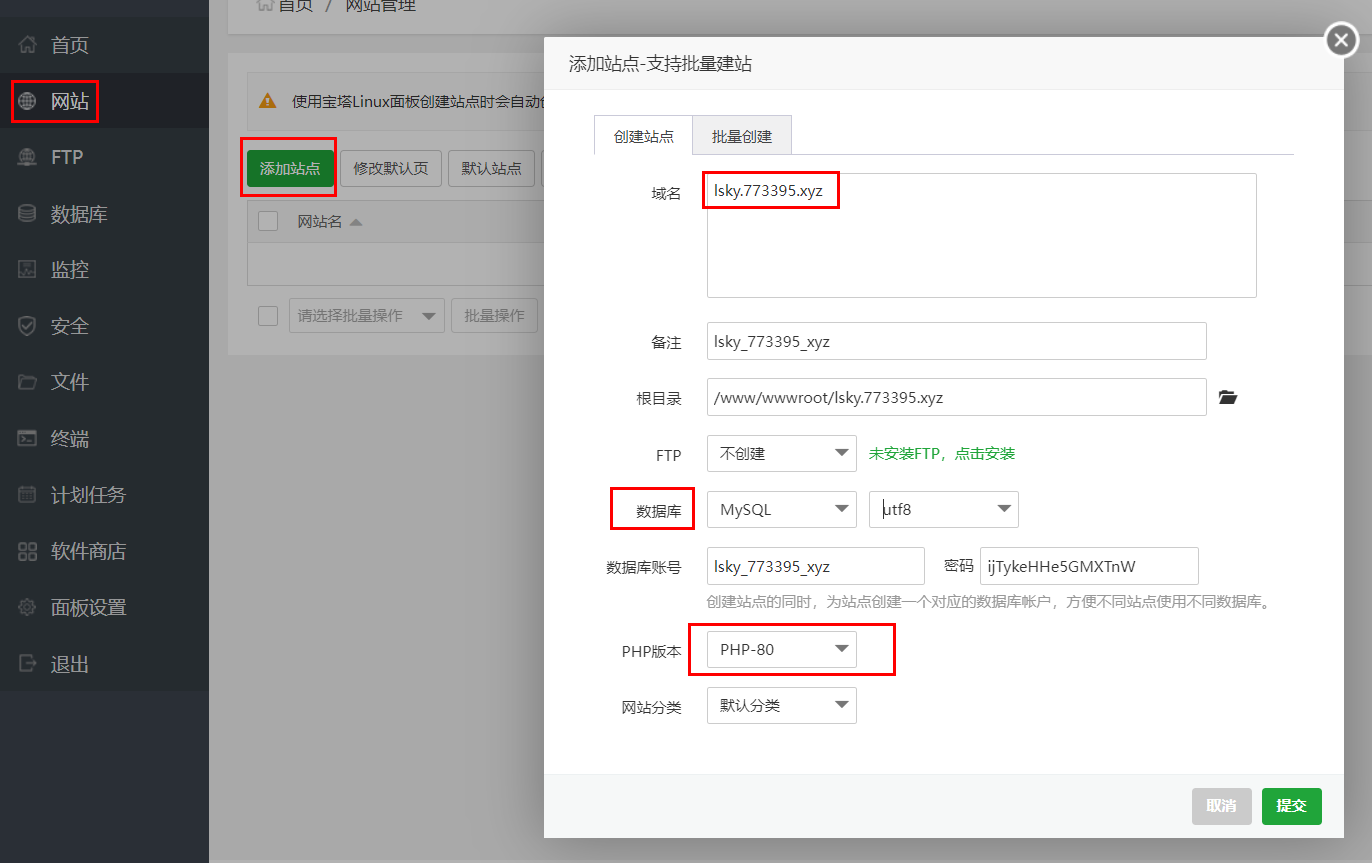 首页 / 网站管理
首页
网站
FTP
数据库
监控
安全
文件
终端
计划任务
软件商店
面板设置
退出
使用宝塔Linux面板创建站点时会自动
添加站点 修改默认页 默认站点
网站名
请选择批量操作 批量操作
添加站点-支持批量建站
创建站点 批量创建
域名 lsky.773395.xyz
备注 lsky_773395_xyz
根目录 /www/wwwroot/lsky.773395.xyz
FTP 不创建 未安装FTP，点击安装
数据库 MySQL utf8
数据库账号 lsky_773395_xyz 密码 ijTykeHHe5GMXTnW
创建站点的同时，为站点创建一个对应的数据库帐户，方便不同站点使用不同数据库。
PHP版本 PHP-80
网站分类 默认分类
取消 提交